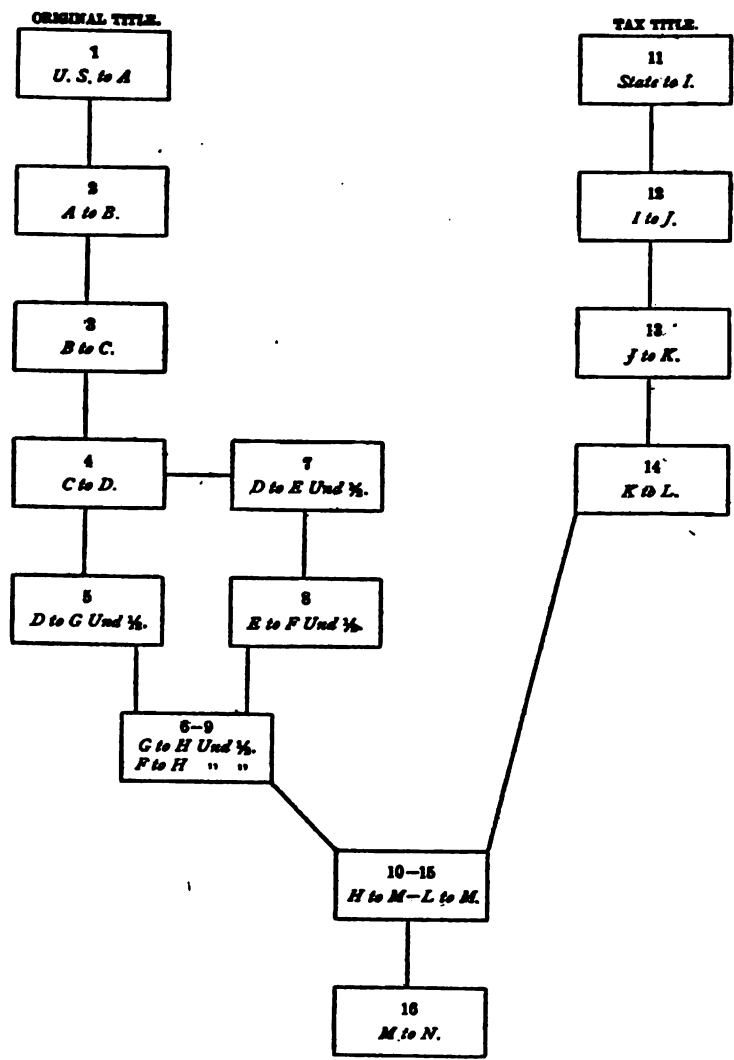 ORIGINAL TITLE.
1
U. S. to A
2
A to B.
3
B to C.
4
C to D.
5
D to G Und ½.
7
D to E Und ½.
8
E to F Und ½.
6–9
G to H Und ½.
F to H " "
TAX TITLE.
11
State to I.
12
I to J.
13
J to K.
14
K to L.
10–15
H to M–L to M.
16
M to N.